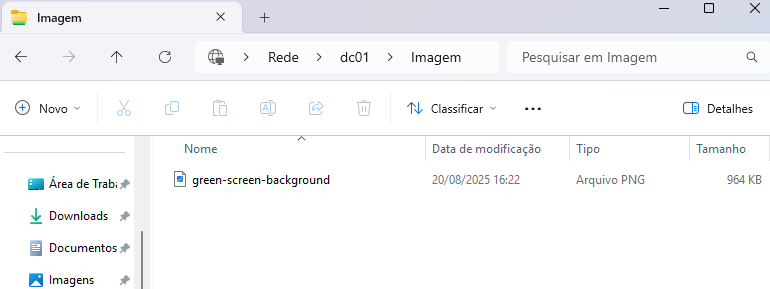 Imagem
Rede > dc01 > Imagem
Pesquisar em Imagem
Novo
Classificar
Detalhes
Nome
Data de modificação
Tipo
Tamanho
Área de Traba
green-screen-background
20/08/2025 16:22
Arquivo PNG
964 KB
Downloads
Documentos
Imagens